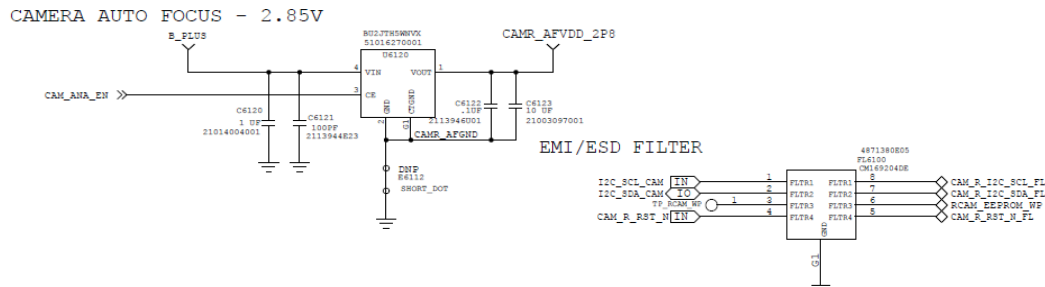 CAMERA AUTO FOCUS - 2.85V
B_PLUS
BU2JTH5WNVX
51016270001
U6120
CAMR_AFVDD_2P8
4 VIN VOUT 1
CAM_ANA_EN
3 CE
GND CTGND
2 G1
C6120
1 UF
21014004001
C6121
100PF
2113944E23
C6122
.1UF
2113946U01
C6123
10 UF
21003097001
CAMR_AFGND
DNP
E6112
SHORT_DOT
EMI/ESD FILTER
4871380E05
FL6100
CM169204DE
I2C_SCL_CAM IN 1 FLTR1 FLTR1 8 CAM_R_I2C_SCL_FL
I2C_SDA_CAM IO 2 FLTR2 FLTR2 7 CAM_R_I2C_SDA_FL
TP_RCAM_WP 1 3 FLTR3 FLTR3 6 RCAM_EEPROM_WP
CAM_R_RST_N IN 4 FLTR4 FLTR4 5 CAM_R_RST_N_FL
GND
G1